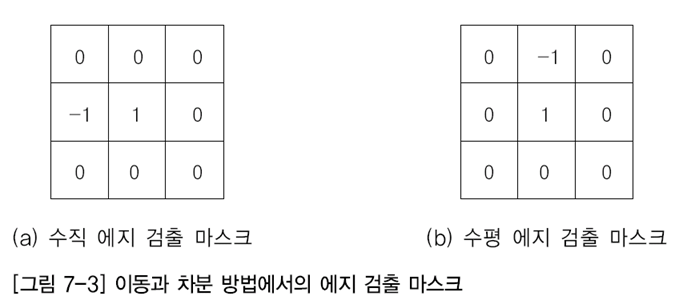 0 0 0 0 -1 0
-1 1 0 0 1 0
0 0 0 0 0 0
(a) 수직 에지 검출 마스크 (b) 수평 에지 검출 마스크
[그림 7-3] 이동과 차분 방법에서의 에지 검출 마스크